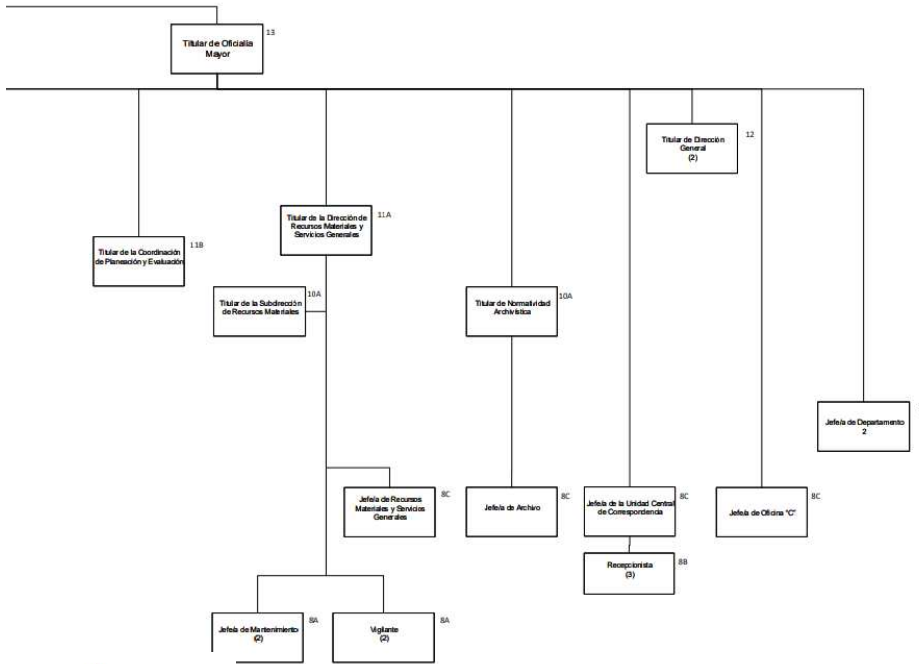 13
Titular de Oficialía
Mayor
12
Titular de Dirección
General
(2)
11A
Titular de la Dirección de
Recursos Materiales y
Servicios Generales
11B
Titular de la Coordinación
de Planeación y Evaluación
10A
Titular de la Subdirección
de Recursos Materiales
10A
Titular de Normatividad
Archivística
Jefe/a de Departamento
2
8C
Jefe/a de Recursos
Materiales y Servicios
Generales
8C
Jefe/a de Archivo
8C
Jefe/a de la Unidad Central
de Correspondencia
8C
Jefe/a de Oficina "C"
8B
Recepcionista
(3)
8A
Jefe/a de Mantenimiento
(2)
8A
Vigilante
(2)